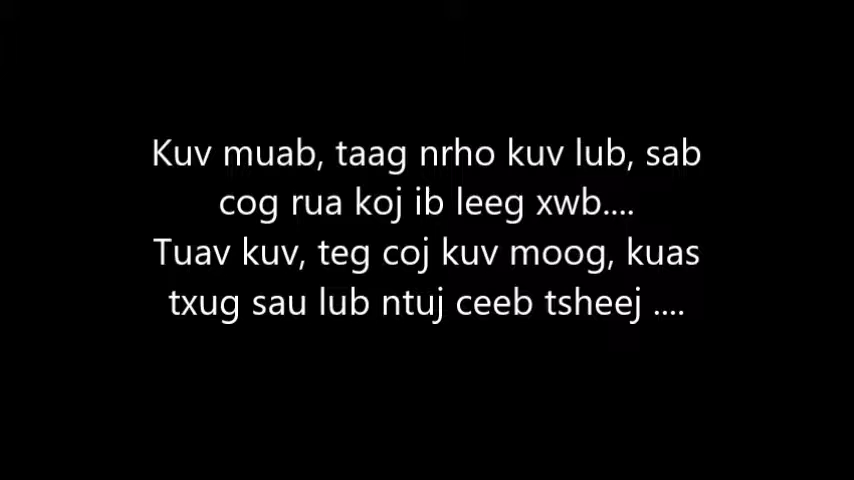 Kuv muab, taag nrho kuv lub, sab
cog rua koj ib leeg xwb....
Tuav kuv, teg coj kuv moog, kuas
txug sau lub ntuj ceeb tsheej ....